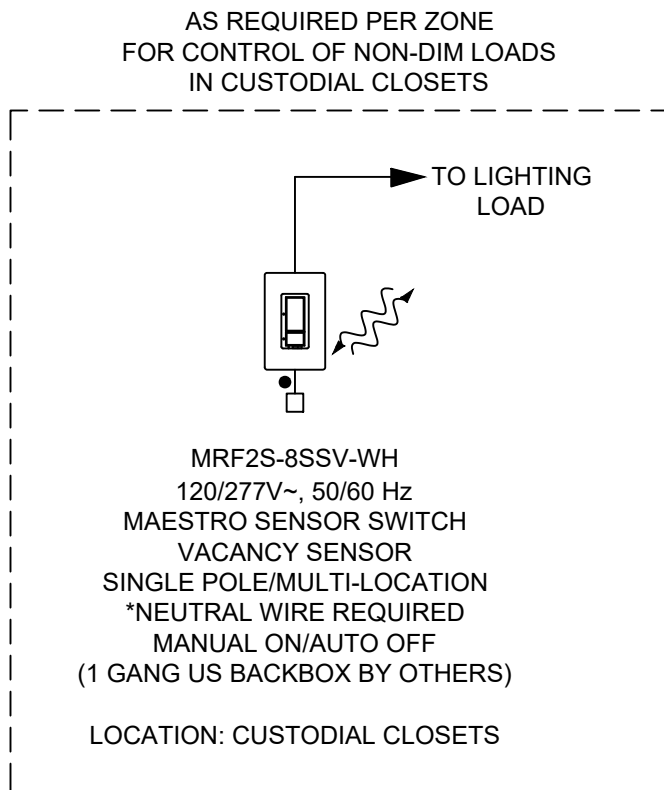 AS REQUIRED PER ZONE
FOR CONTROL OF NON-DIM LOADS
IN CUSTODIAL CLOSETS
TO LIGHTING
LOAD
MRF2S-8SSV-WH
120/277V~, 50/60 Hz
MAESTRO SENSOR SWITCH
VACANCY SENSOR
SINGLE POLE/MULTI-LOCATION
*NEUTRAL WIRE REQUIRED
MANUAL ON/AUTO OFF
(1 GANG US BACKBOX BY OTHERS)
LOCATION: CUSTODIAL CLOSETS